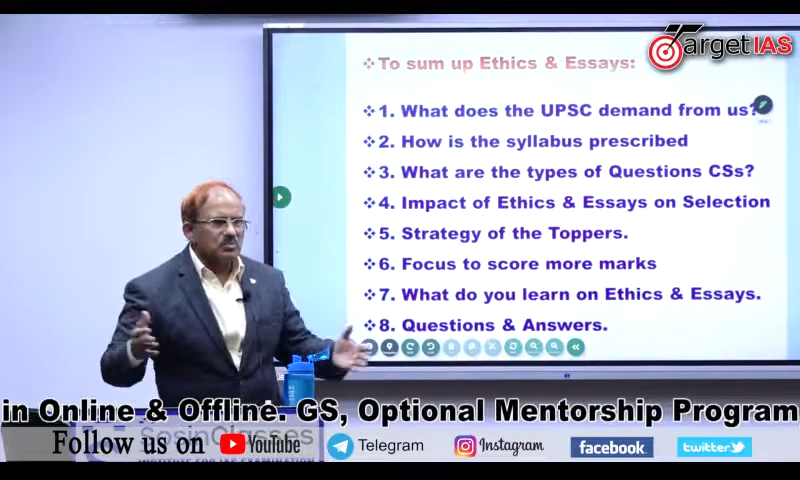 TargetIAS
To sum up Ethics & Essays:
1. What does the UPSC demand from us?
2. How is the syllabus prescribed
3. What are the types of Questions CSs?
4. Impact of Ethics & Essays on Selection
5. Strategy of the Toppers.
6. Focus to score more marks
7. What do you learn on Ethics & Essays.
8. Questions & Answers.
in Online & Offline. GS, Optional Mentorship Program
Follow us on YouTube Telegram Instagram facebook twitter